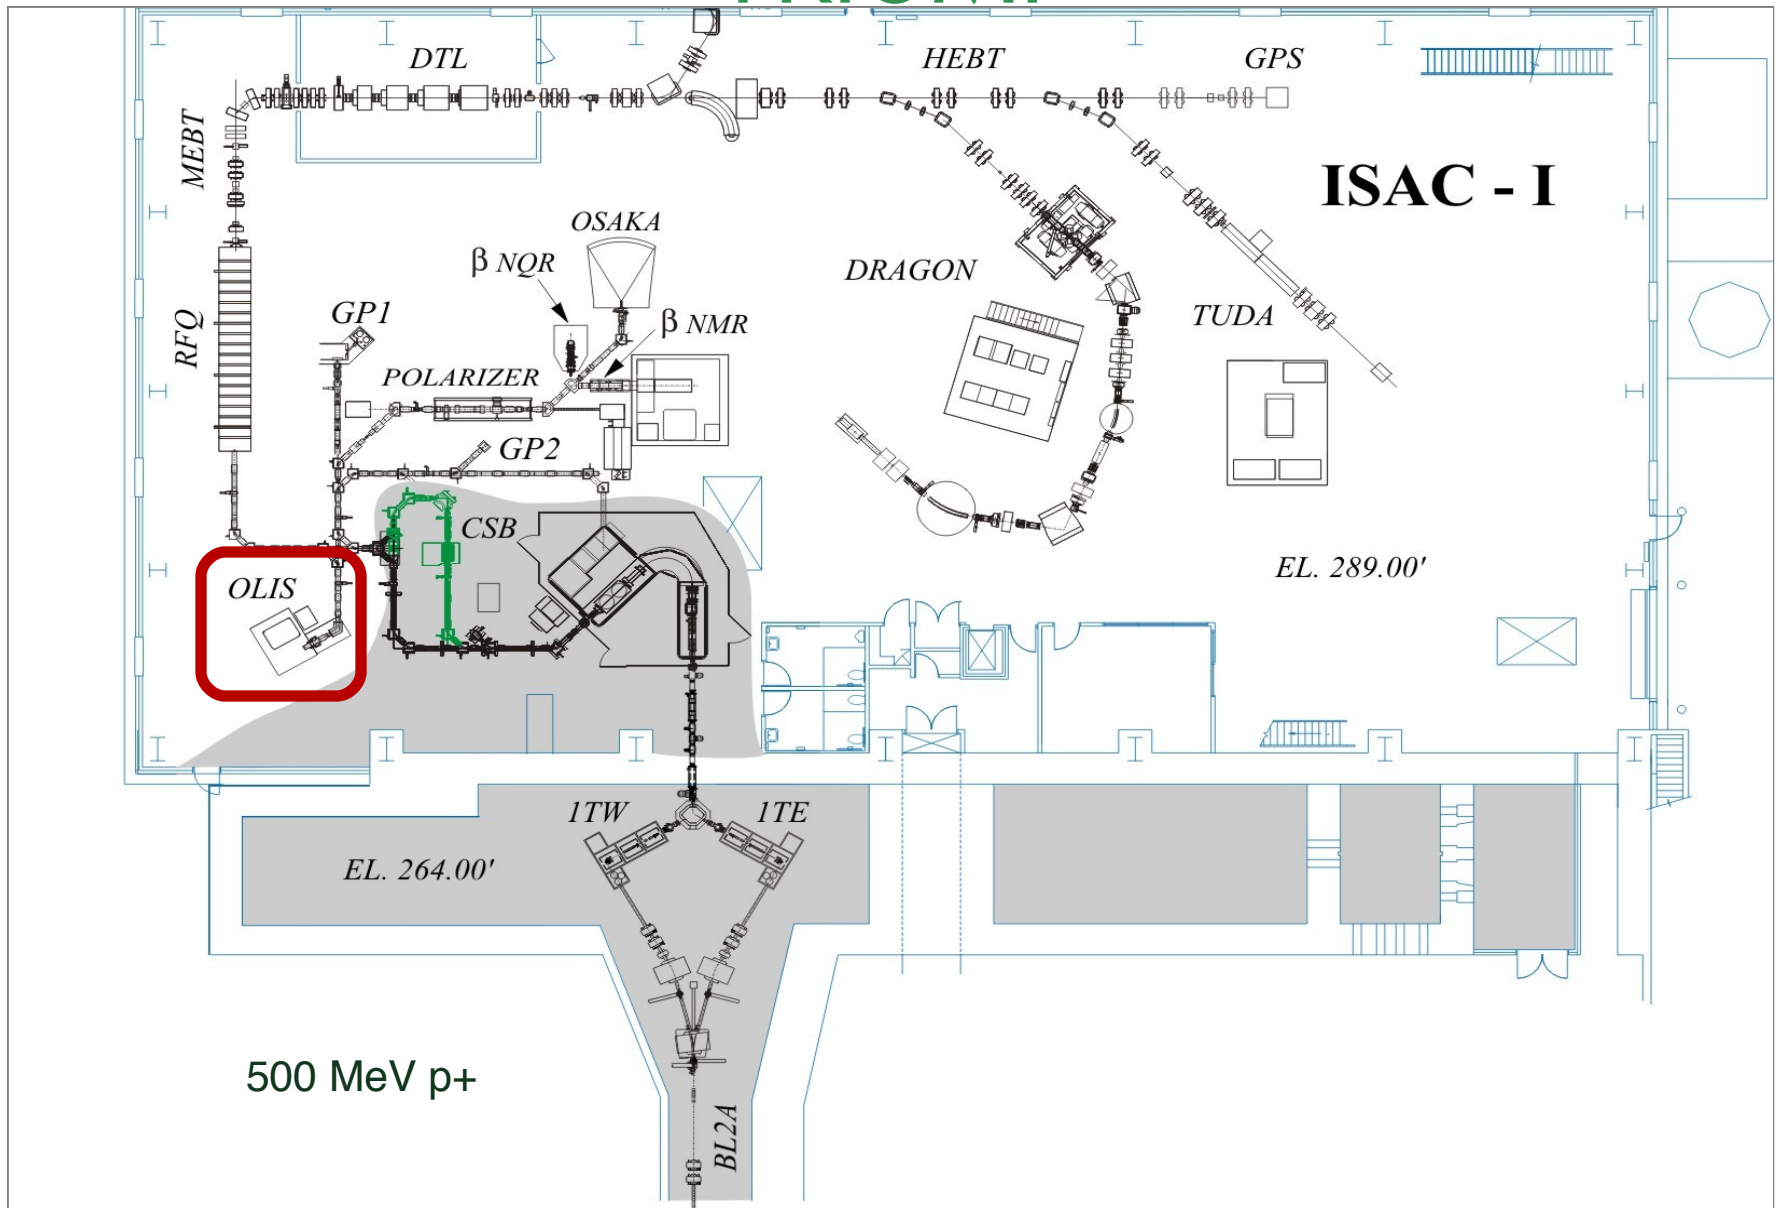 DTL
HEBT
GPS
MEBT
ISAC - I
OSAKA
β NQR
DRAGON
GP1
β NMR
TUDA
RFQ
POLARIZER
GP2
CSB
EL. 289.00'
OLIS
1TW
1TE
EL. 264.00'
500 MeV p+
BL2A